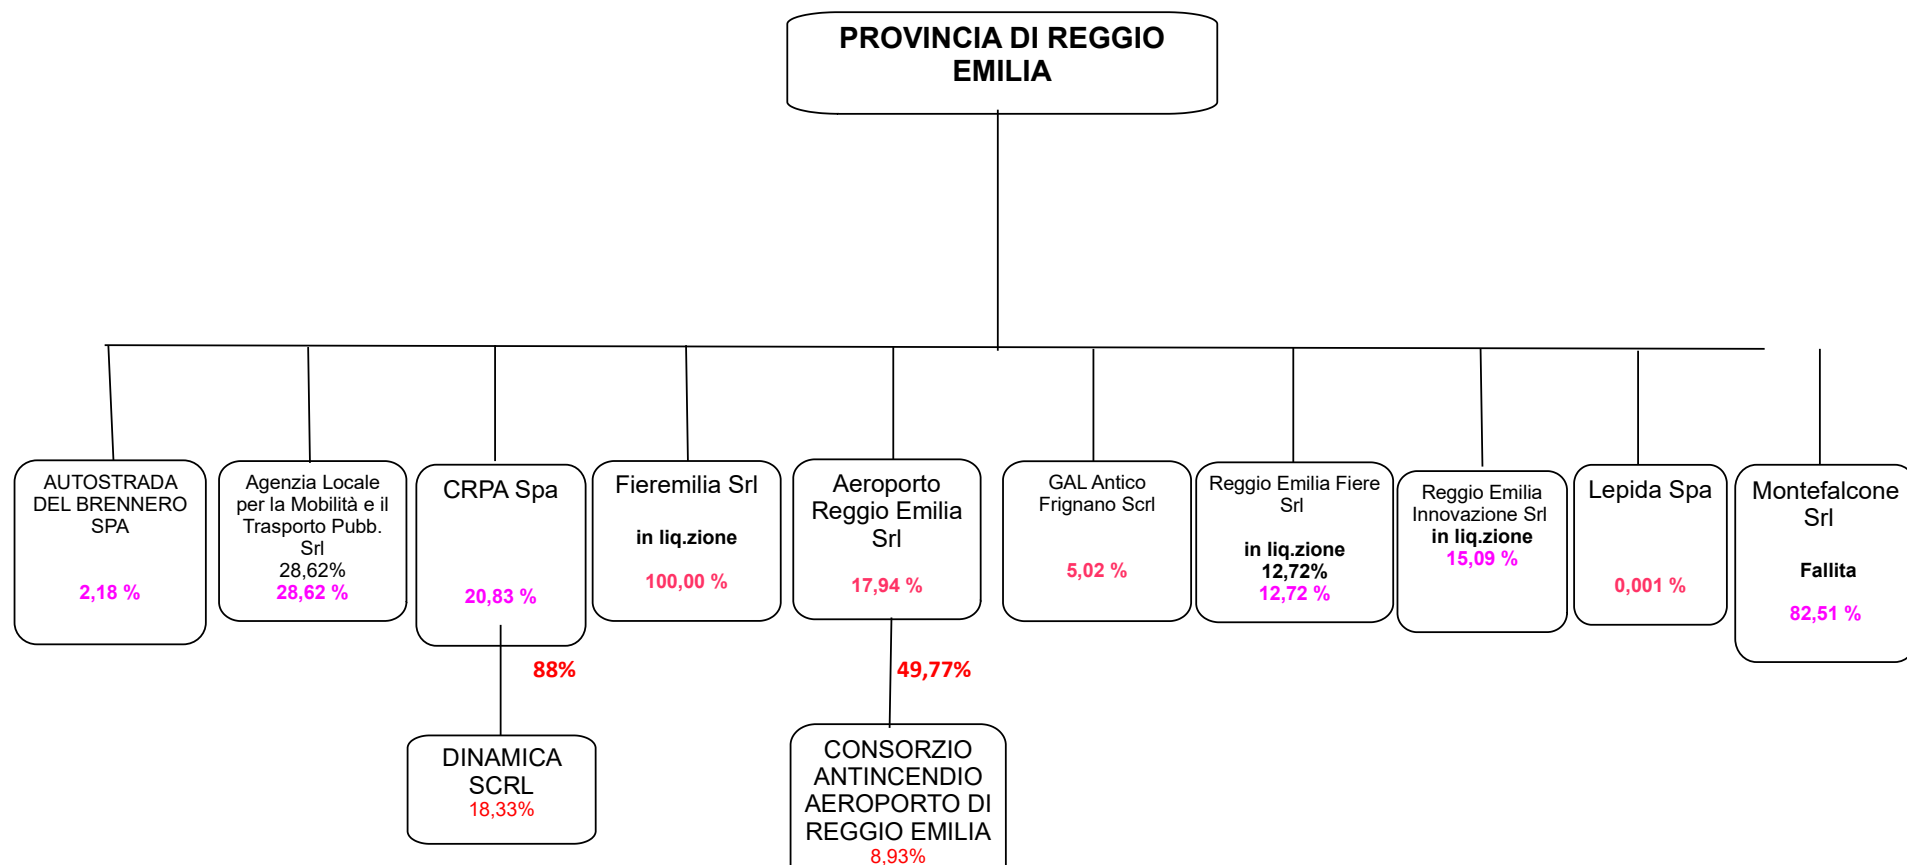 PROVINCIA DI REGGIO
EMILIA
AUTOSTRADA
DEL BRENNERO
SPA
2,18 %
Agenzia Locale
per la Mobilità e il
Trasporto Pubb.
Srl
28,62%
28,62 %
CRPA Spa
20,83 %
Fieremilia Srl
in liq.zione
100,00 %
Aeroporto
Reggio Emilia
Srl
17,94 %
GAL Antico
Frignano Scrl
5,02 %
Reggio Emilia Fiere
Srl
in liq.zione
12,72%
12,72 %
Reggio Emilia
Innovazione Srl
in liq.zione
15,09 %
Lepida Spa
0,001 %
Montefalcone
Srl
Fallita
82,51 %
88%
49,77%
DINAMICA
SCRL
18,33%
CONSORZIO
ANTINCENDIO
AEROPORTO DI
REGGIO EMILIA
8,93%